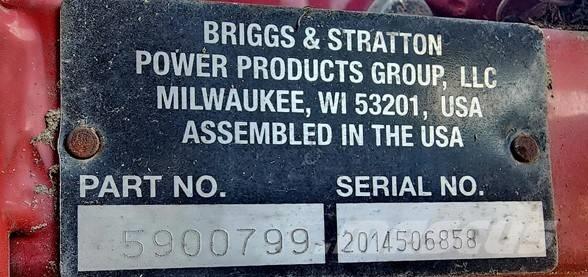 BRIGGS & STRATTON
POWER PRODUCTS GROUP, LLC
MILWAUKEE, WI 53201, USA
ASSEMBLED IN THE USA
PART NO. SERIAL NO.
5900799 2014506858